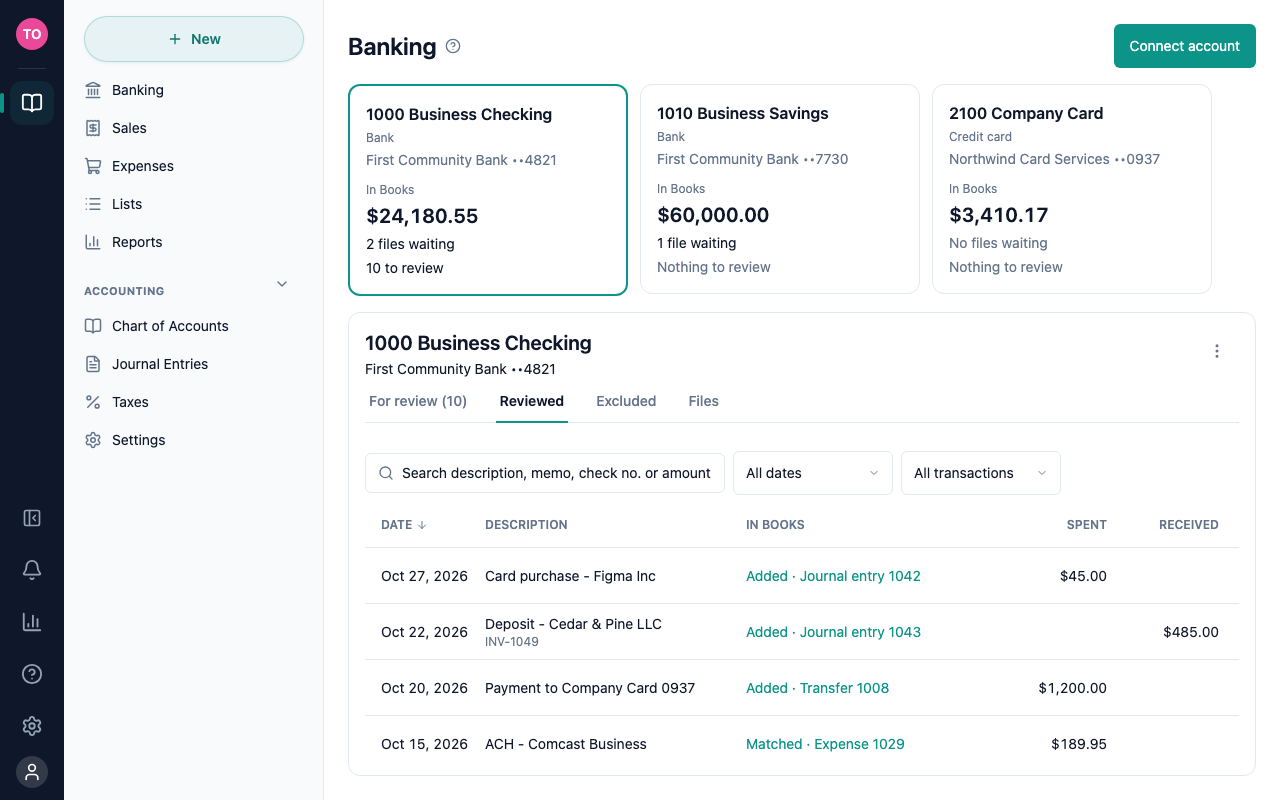 TO
+ New
Banking
Sales
Expenses
Lists
Reports
ACCOUNTING
Chart of Accounts
Journal Entries
Taxes
Settings
Banking
Connect account
1000 Business Checking
Bank
First Community Bank ••4821
In Books
$24,180.55
2 files waiting
10 to review
1010 Business Savings
Bank
First Community Bank ••7730
In Books
$60,000.00
1 file waiting
Nothing to review
2100 Company Card
Credit card
Northwind Card Services ••0937
In Books
$3,410.17
No files waiting
Nothing to review
1000 Business Checking
First Community Bank ••4821
For review (10) Reviewed Excluded Files
Search description, memo, check no. or amount All dates All transactions
DATE ↓ DESCRIPTION IN BOOKS SPENT RECEIVED
Oct 27, 2026 Card purchase - Figma Inc Added · Journal entry 1042 $45.00
Oct 22, 2026 Deposit - Cedar & Pine LLC Added · Journal entry 1043 $485.00
INV-1049
Oct 20, 2026 Payment to Company Card 0937 Added · Transfer 1008 $1,200.00
Oct 15, 2026 ACH - Comcast Business Matched · Expense 1029 $189.95